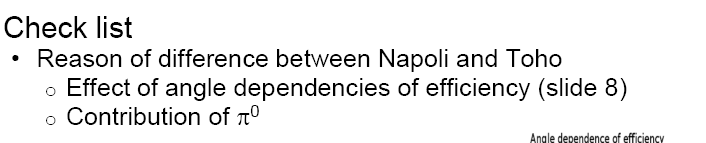 Check list
• Reason of difference between Napoli and Toho
o Effect of angle dependencies of efficiency (slide 8)
o Contribution of π⁰
Angle dependence of efficiency